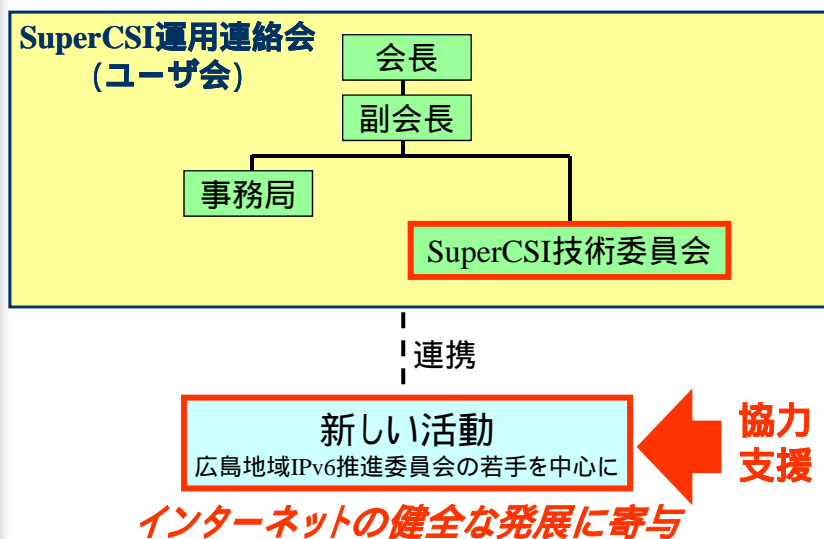 SuperCSI運用連絡会
(ユーザ会)
会長
副会長
事務局
SuperCSI技術委員会
連携
新しい活動
広島地域IPv6推進委員会の若手を中心に
協力
支援
インターネットの健全な発展に寄与